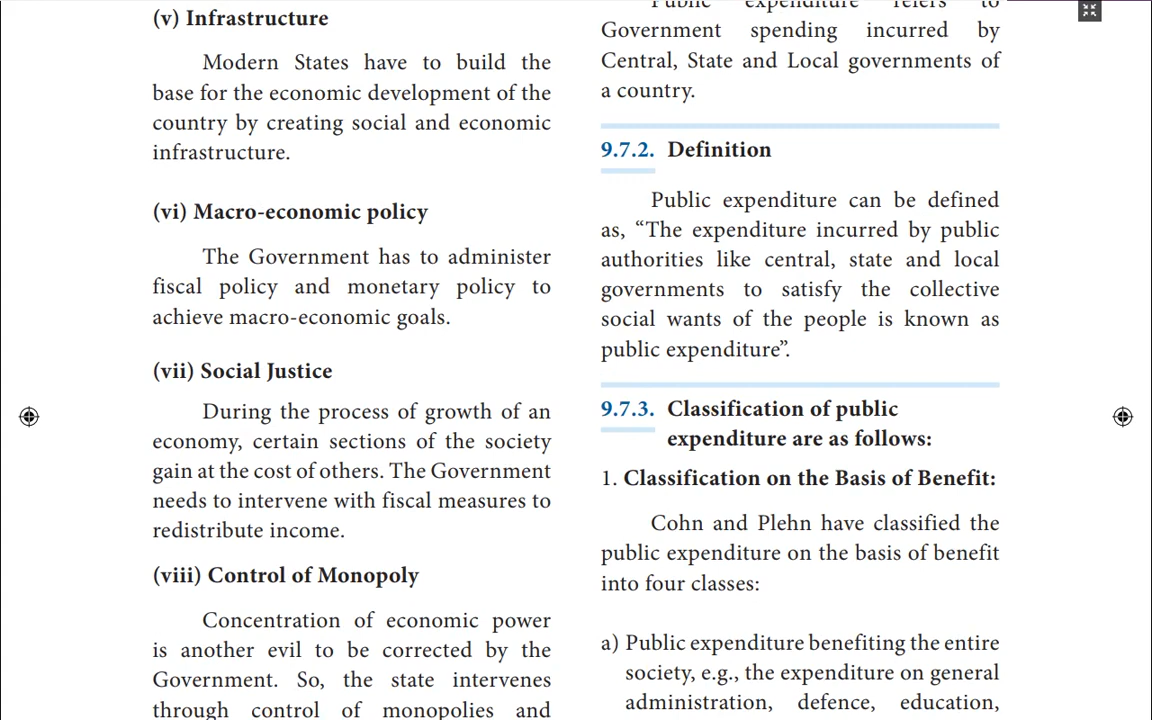 (v) Infrastructure
Modern States have to build the
base for the economic development of the
country by creating social and economic
infrastructure.
(vi) Macro-economic policy
The Government has to administer
fiscal policy and monetary policy to
achieve macro-economic goals.
(vii) Social Justice
During the process of growth of an
economy, certain sections of the society
gain at the cost of others. The Government
needs to intervene with fiscal measures to
redistribute income.
(viii) Control of Monopoly
Concentration of economic power
is another evil to be corrected by the
Government. So, the state intervenes
through control of monopolies and
Public expenditure refers to
Government spending incurred by
Central, State and Local governments of
a country.
9.7.2. Definition
Public expenditure can be defined
as, “The expenditure incurred by public
authorities like central, state and local
governments to satisfy the collective
social wants of the people is known as
public expenditure”.
9.7.3. Classification of public
expenditure are as follows:
1. Classification on the Basis of Benefit:
Cohn and Plehn have classified the
public expenditure on the basis of benefit
into four classes:
a) Public expenditure benefiting the entire
society, e.g., the expenditure on general
administration, defence, education,